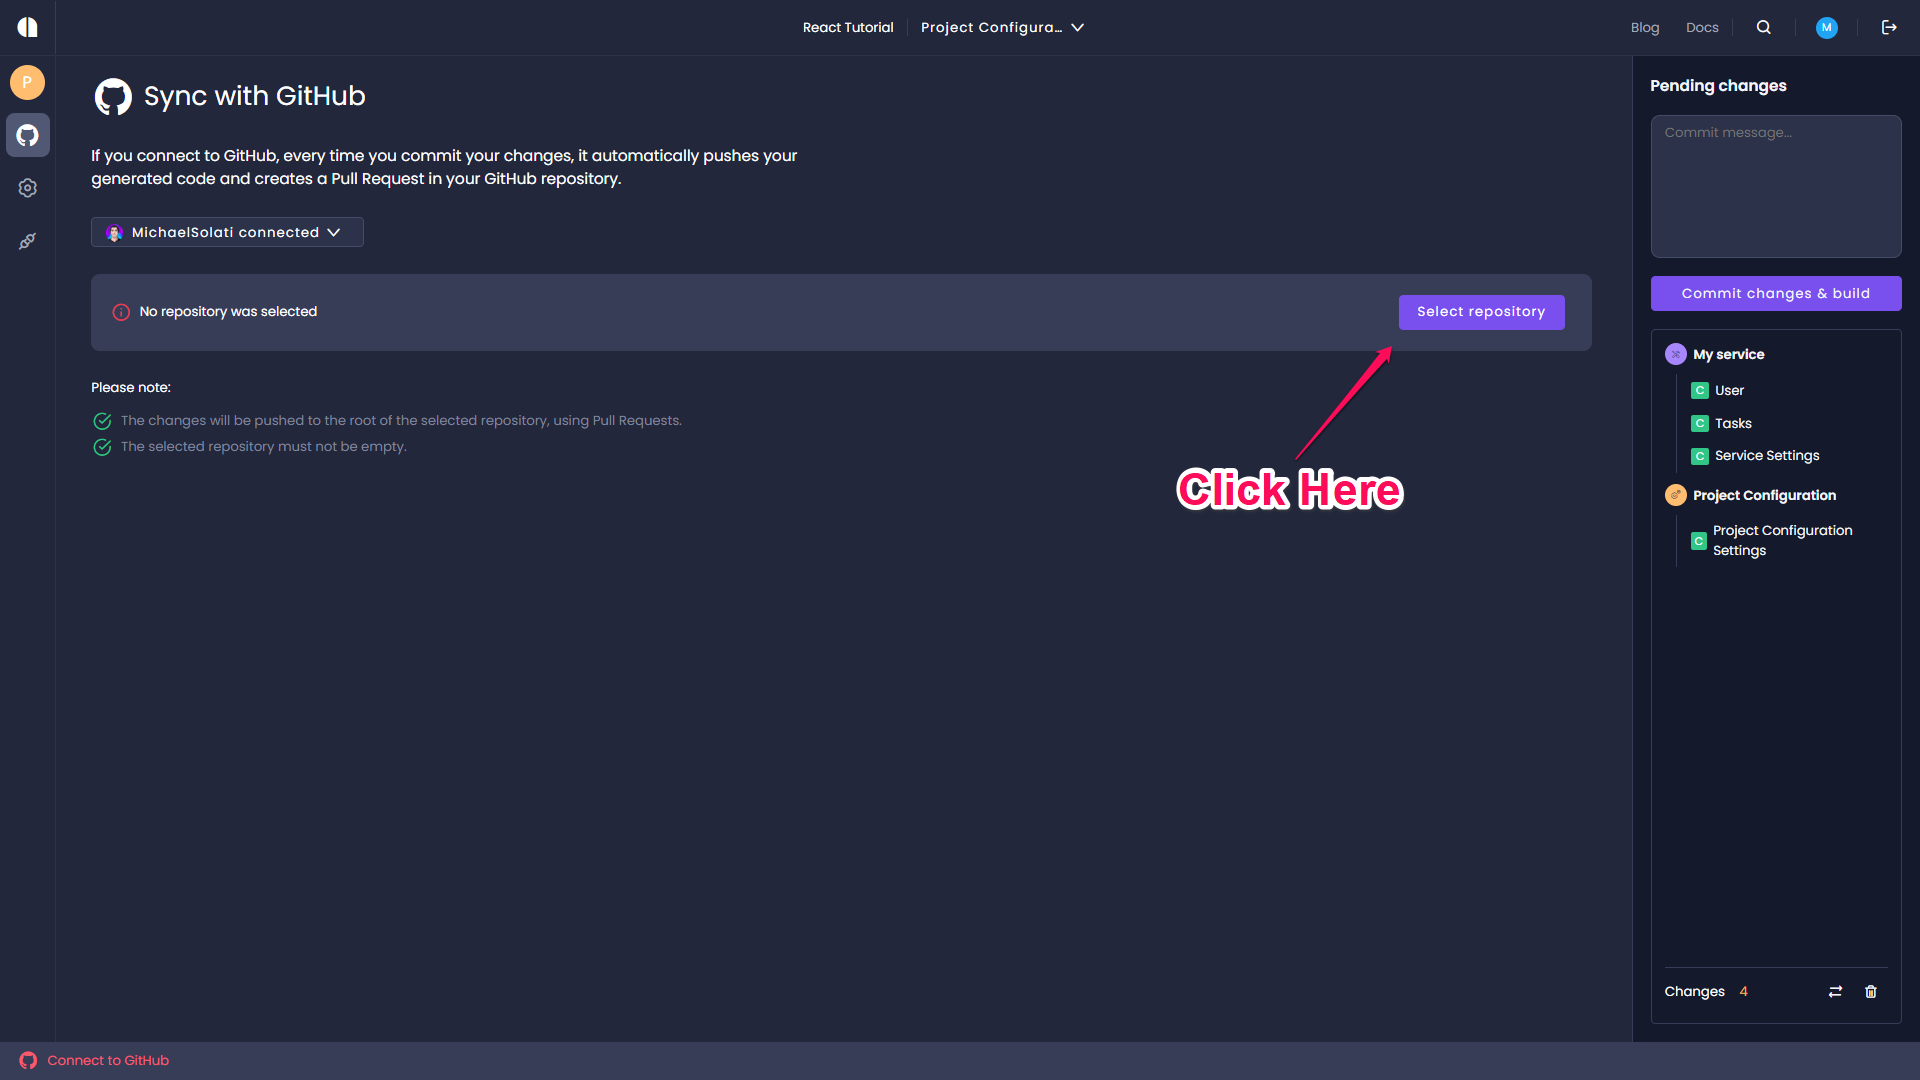 React Tutorial
Project Configura...
Blog
Docs
M
P
Sync with GitHub
If you connect to GitHub, every time you commit your changes, it automatically pushes your
generated code and creates a Pull Request in your GitHub repository.
MichaelSolati connected
No repository was selected
Select repository
Please note:
The changes will be pushed to the root of the selected repository, using Pull Requests.
The selected repository must not be empty.
Click Here
Pending changes
Commit message...
Commit changes & build
My service
C User
C Tasks
C Service Settings
Project Configuration
C Project Configuration
Settings
Changes 4
Connect to GitHub